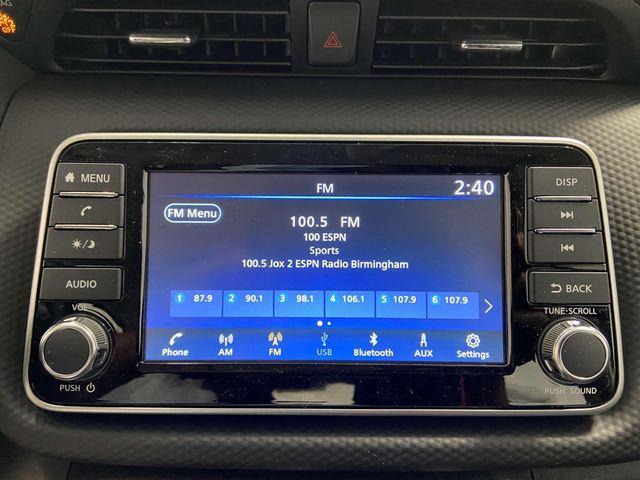 OFF
MENU
AUDIO
VOL
PUSH
FM
2:40
FM Menu
100.5 FM
100 ESPN
Sports
100.5 Jox 2 ESPN Radio Birmingham
1 87.9 2 90.1 3 98.1 4 106.1 5 107.9 6 107.9
Phone AM FM USB Bluetooth AUX Settings
DISP
BACK
TUNE·SCROLL
PUSH SOUND